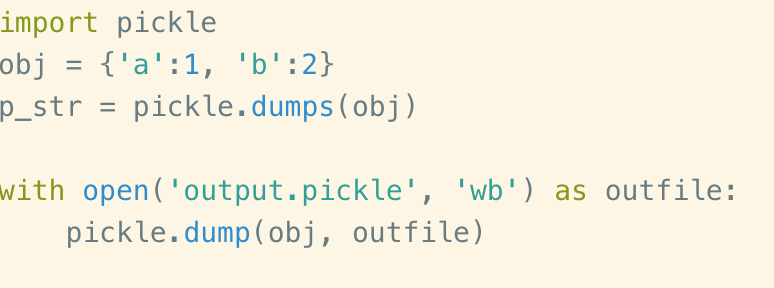 import pickle
obj = {'a':1, 'b':2}
p_str = pickle.dumps(obj)
with open('output.pickle', 'wb') as outfile:
    pickle.dump(obj, outfile)